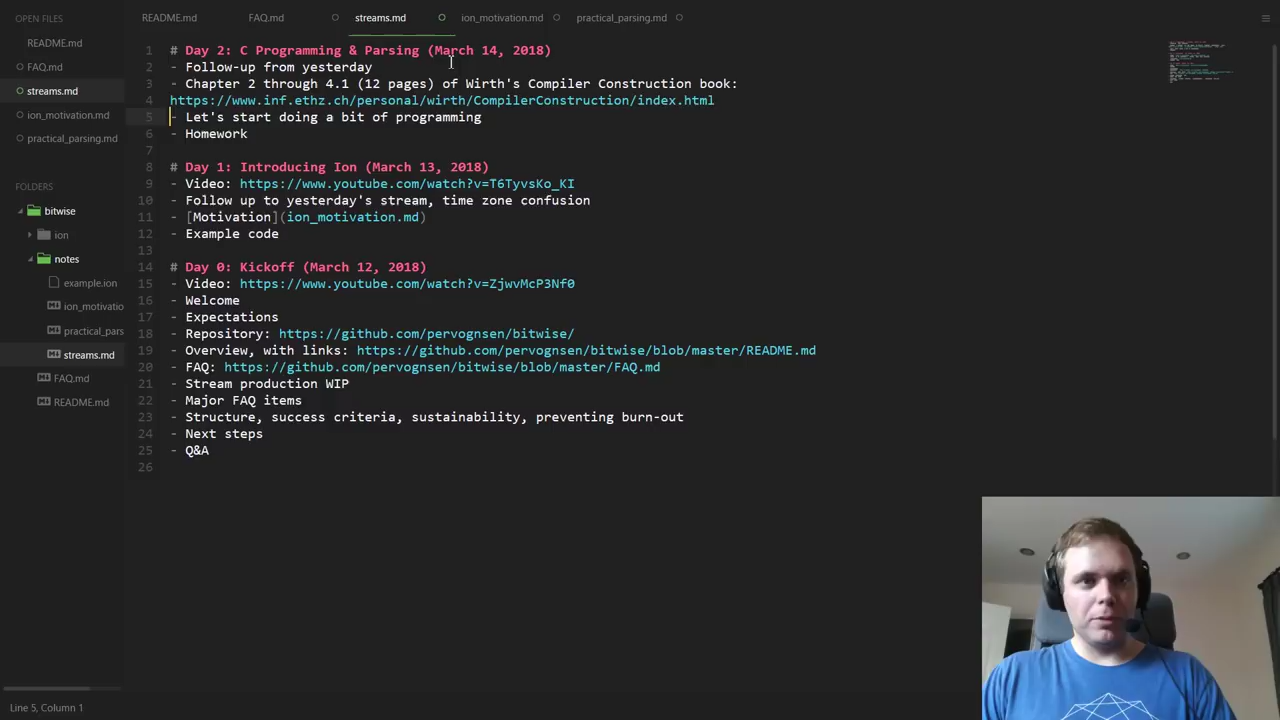 OPEN FILES
README.md
FAQ.md
streams.md
ion_motivation.md
practical_parsing.md
FOLDERS
bitwise
ion
notes
example.ion
ion_motivatio
practical_pars
streams.md
FAQ.md
README.md
README.md FAQ.md streams.md ion_motivation.md practical_parsing.md
1 # Day 2: C Programming & Parsing (March 14, 2018)
2 - Follow-up from yesterday
3 - Chapter 2 through 4.1 (12 pages) of Wirth's Compiler Construction book:
4 https://www.inf.ethz.ch/personal/wirth/CompilerConstruction/index.html
5 - Let's start doing a bit of programming
6 - Homework
7
8 # Day 1: Introducing Ion (March 13, 2018)
9 - Video: https://www.youtube.com/watch?v=T6TyvsKo_KI
10 - Follow up to yesterday's stream, time zone confusion
11 - [Motivation](ion_motivation.md)
12 - Example code
13
14 # Day 0: Kickoff (March 12, 2018)
15 - Video: https://www.youtube.com/watch?v=ZjwvMcP3Nf0
16 - Welcome
17 - Expectations
18 - Repository: https://github.com/pervognsen/bitwise/
19 - Overview, with links: https://github.com/pervognsen/bitwise/blob/master/README.md
20 - FAQ: https://github.com/pervognsen/bitwise/blob/master/FAQ.md
21 - Stream production WIP
22 - Major FAQ items
23 - Structure, success criteria, sustainability, preventing burn-out
24 - Next steps
25 - Q&A
26
Line 5, Column 1